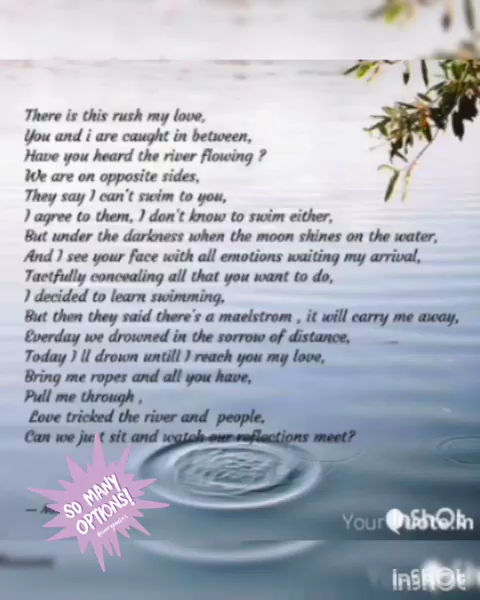 There is this rush my love,
You and i are caught in between,
Have you heard the river flowing ?
We are on opposite sides,
They say I can't swim to you,
I agree to them, I don't know to swim either,
But under the darkness when the moon shines on the water,
And I see your face with all emotions waiting my arrival,
Tactfully concealing all that you want to do,
I decided to learn swimming,
But then they said there's a maelstrom , it will carry me away,
Everday we drowned in the sorrow of distance,
Today I ll drown untill I reach you my love,
Bring me ropes and all you have,
Pull me through ,
Love tricked the river and people,
Can we just sit and watch our reflections meet?
SO MANY
OPTIONS!
InShOt
InShOt